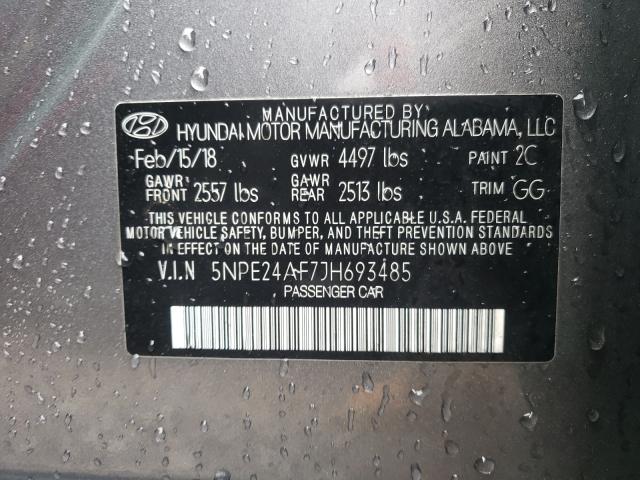 MANUFACTURED BY
HYUNDAI MOTOR MANUFACTURING ALABAMA, LLC
Feb/15/18 GVWR 4497 lbs PAINT 2C
GAWR FRONT 2557 lbs GAWR REAR 2513 lbs TRIM GG
THIS VEHICLE CONFORMS TO ALL APPLICABLE U.S.A. FEDERAL
MOTOR VEHICLE SAFETY, BUMPER, AND THEFT PREVENTION STANDARDS
IN EFFECT ON THE DATE OF MANUFACTURE SHOWN ABOVE.
V.I.N 5NPE24AF7JH693485
PASSENGER CAR